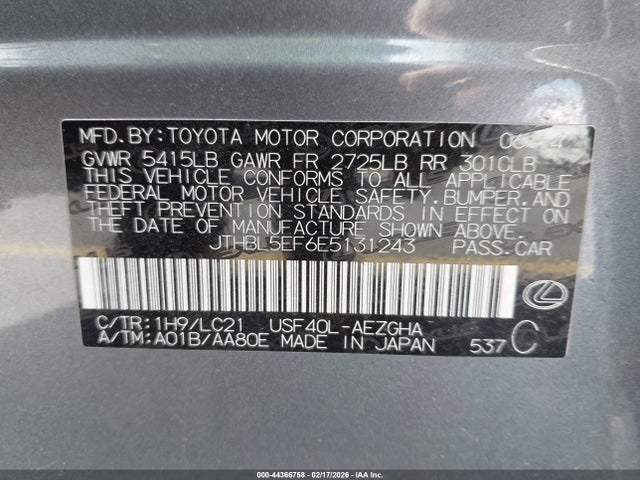 MFD.BY:TOYOTA MOTOR CORPORATION
GVWR 5415LB GAWR FR 2725LB RR 3010LB
THIS VEHICLE CONFORMS TO ALL APPLICABLE
FEDERAL MOTOR VEHICLE SAFETY,BUMPER,AND
THEFT PREVENTION STANDARDS IN EFFECT ON
THE DATE OF MANUFACTURE SHOWN ABOVE.
JTHBL5EF6E5131243 PASS.CAR
C/TR:1H9/LC21 USF40L-AEZGHA
A/TM:A01B/AA80E MADE IN JAPAN 537 C
000-44366758 - 02/17/2026 - IAA Inc.